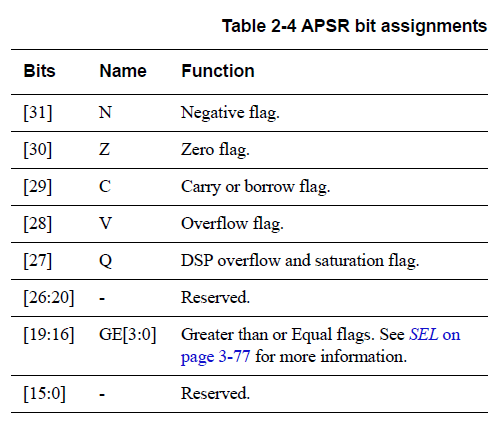 Table 2-4 APSR bit assignments
Bits Name Function
[31] N Negative flag.
[30] Z Zero flag.
[29] C Carry or borrow flag.
[28] V Overflow flag.
[27] Q DSP overflow and saturation flag.
[26:20] - Reserved.
[19:16] GE[3:0] Greater than or Equal flags. See SEL on
page 3-77 for more information.
[15:0] - Reserved.